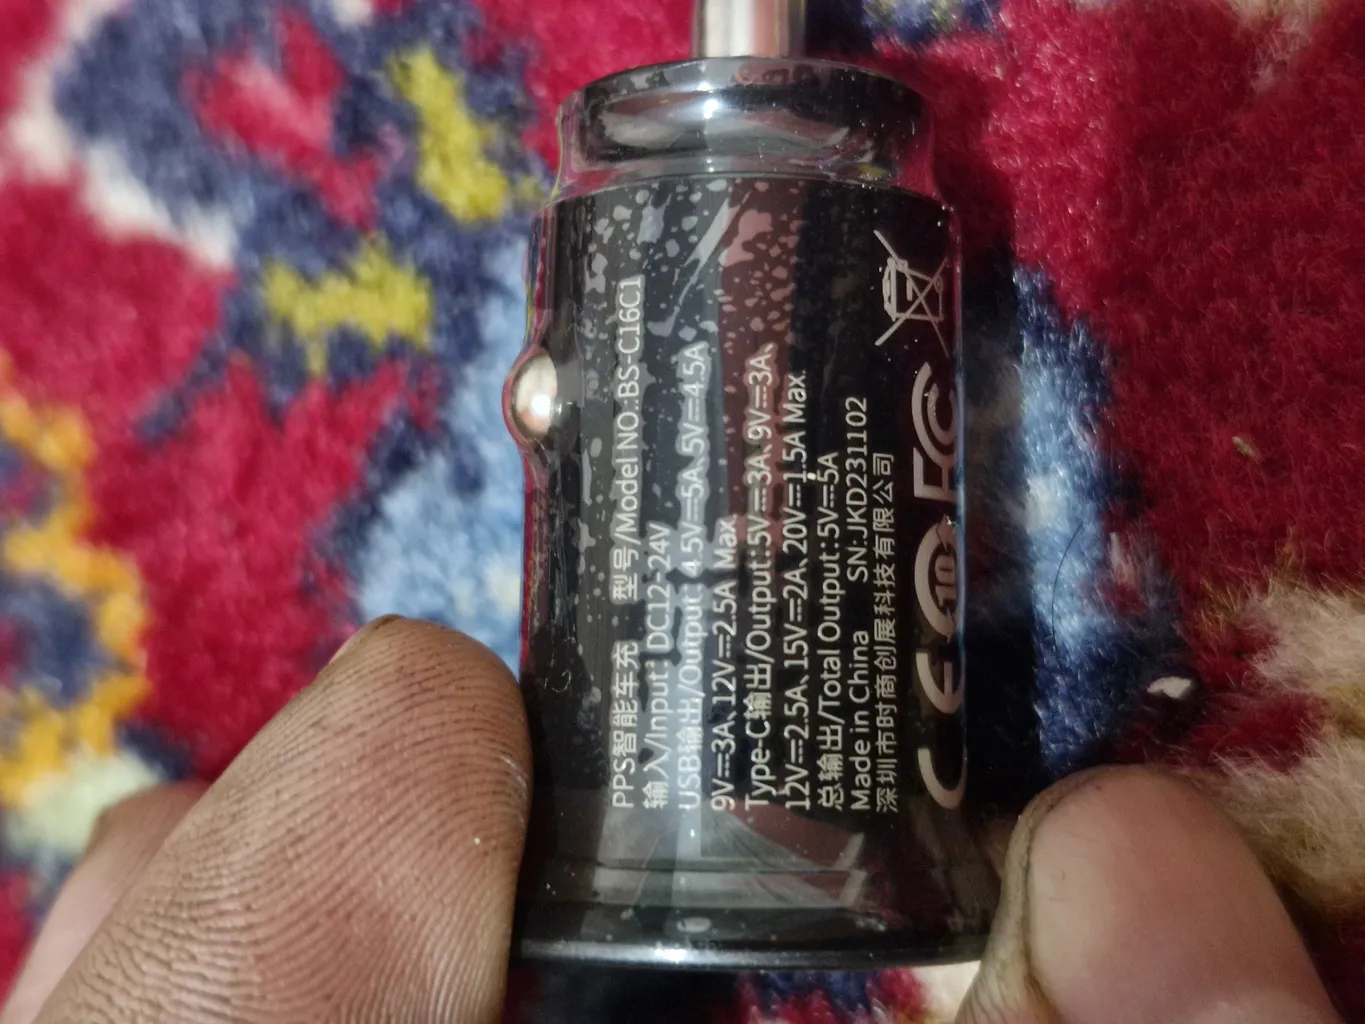 PPS智能车充 型号/Model NO.:BS-C16C1
输入/Input: DC12-24V
USB输出/Output: 4.5V⎓5A、5V⎓4.5A、
9V⎓3A、12V⎓2.5A Max
Type-C输出/Output:5V⎓3A、9V⎓3A、
12V⎓2.5A、15V⎓2A、20V⎓1.5A Max
总输出/Total Output:5V⎓5A
Made in China SN:JKD231102
深圳市时商创展科技有限公司
CE 10 FC